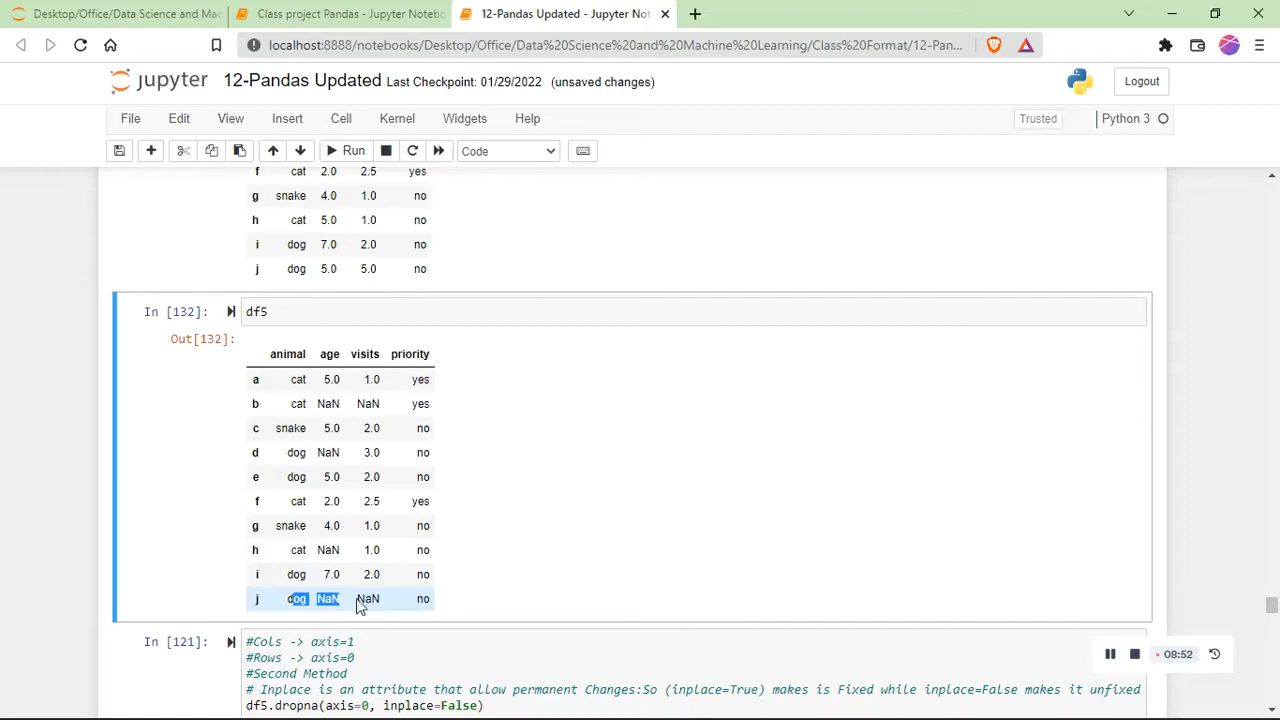 Desktop/Office/Data Science and Mac
Class project Pandas - Jupyter Notebo
12-Pandas Updated - Jupyter Not
localhost:8888/notebooks/Desktop/Office/Data%20Science%20and%20Machine%20Learning/Class%20Format/12-Pan...
jupyter 12-Pandas Updated Last Checkpoint: 01/29/2022 (unsaved changes) Logout
File Edit View Insert Cell Kernel Widgets Help Trusted Python 3
Run Code
f cat 2.0 2.5 yes
g snake 4.0 1.0 no
h cat 5.0 1.0 no
i dog 7.0 2.0 no
j dog 5.0 5.0 no
In [132]: df5
Out[132]:
animal age visits priority
a cat 5.0 1.0 yes
b cat NaN NaN yes
c snake 5.0 2.0 no
d dog NaN 3.0 no
e dog 5.0 2.0 no
f cat 2.0 2.5 yes
g snake 4.0 1.0 no
h cat NaN 1.0 no
i dog 7.0 2.0 no
j dog NaN NaN no
In [121]: #Cols -> axis=1
#Rows -> axis=0
#Second Method
# Inplace is an attribute that allow permanent Changes:So (inplace=True) makes is Fixed while inplace=False makes it unfixed
df5.dropna(axis=0, inplace=False)
08:52